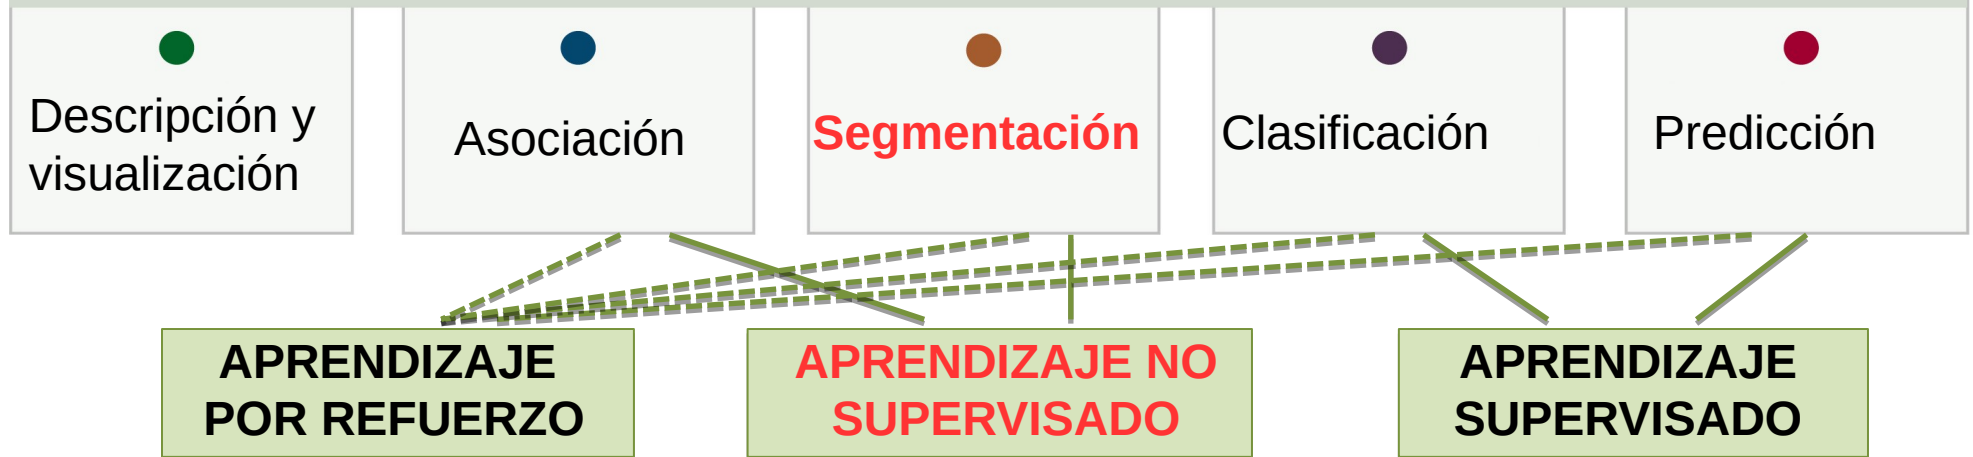 Descripción y
visualización
Asociación
Segmentación
Clasificación
Predicción
APRENDIZAJE
POR REFUERZO
APRENDIZAJE NO
SUPERVISADO
APRENDIZAJE
SUPERVISADO